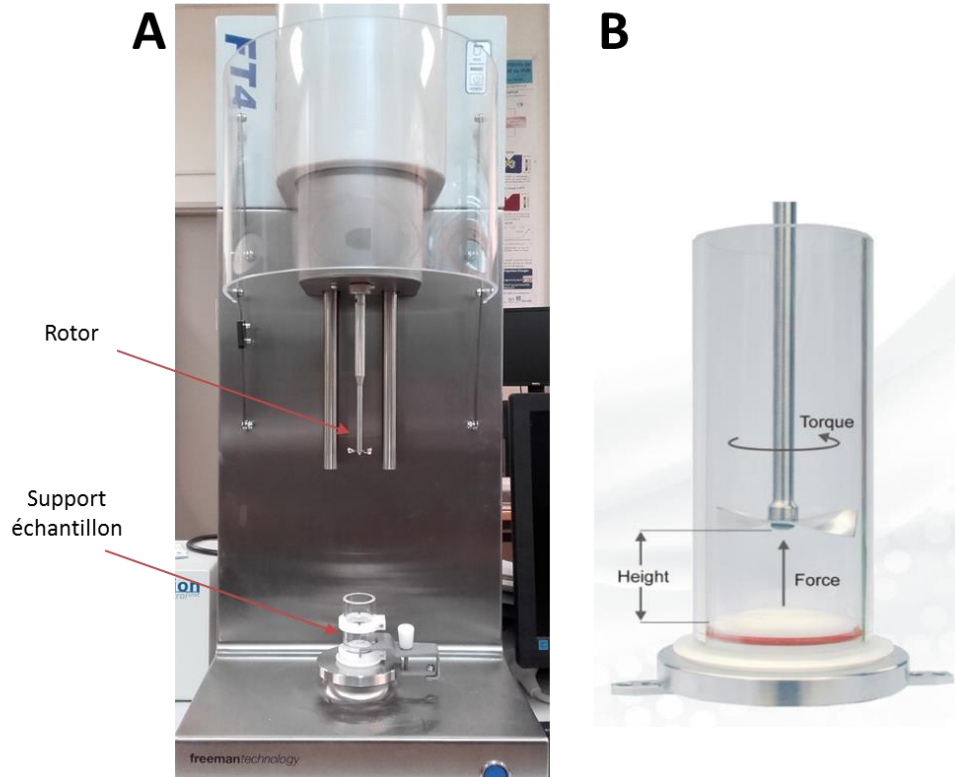 A
B
FT4
Rotor
Support
échantillon
Torque
Height
Force
freemantechnology